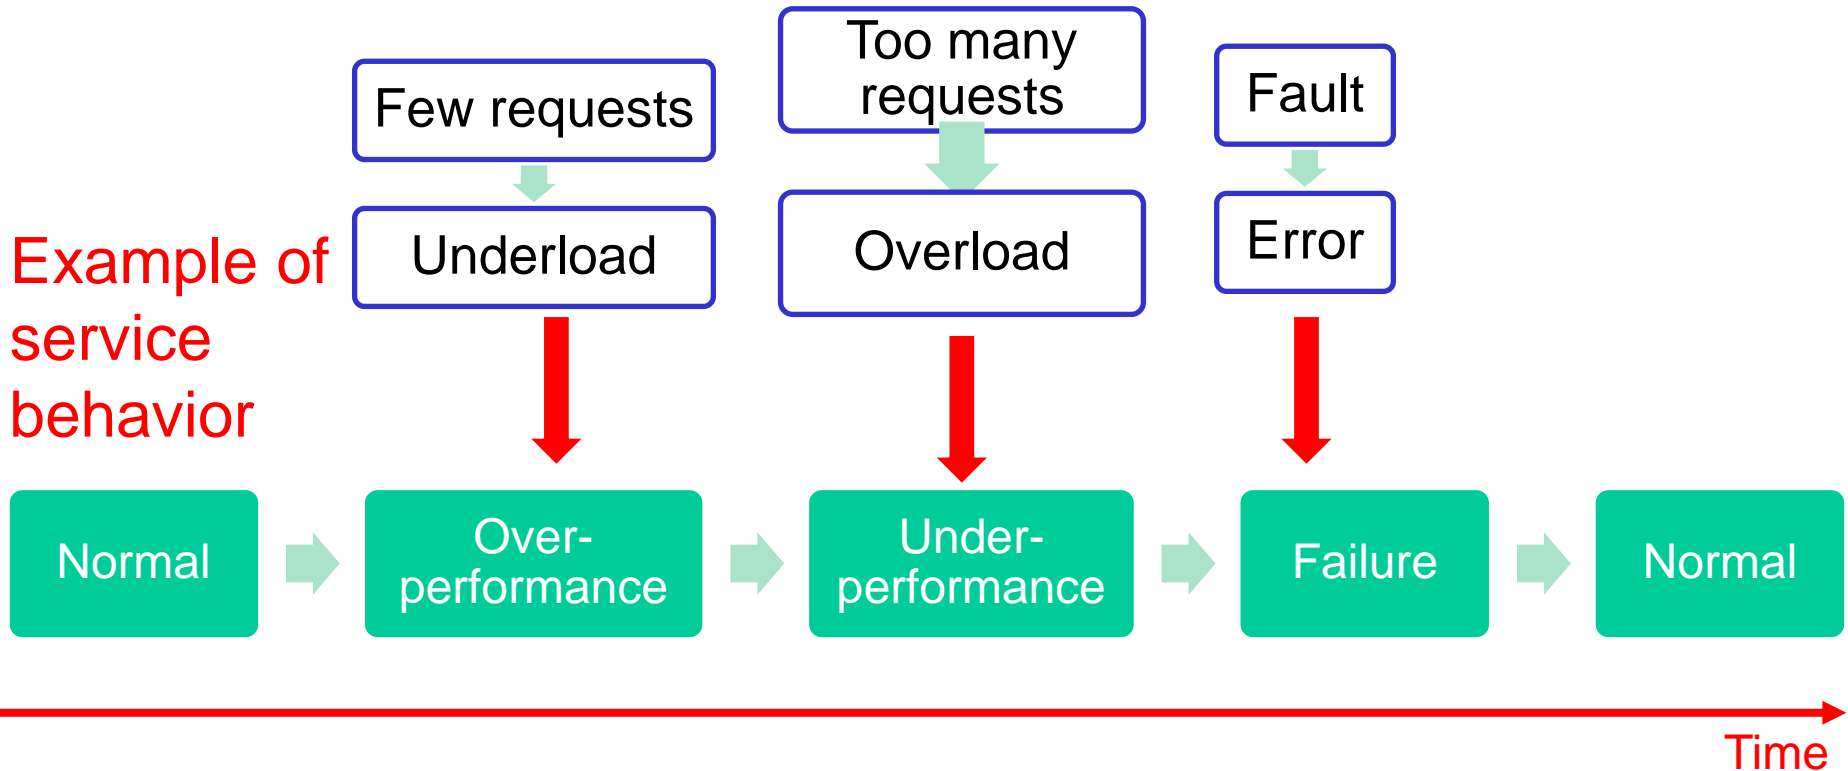 Few requests
Too many
requests
Fault
Underload
Overload
Error
Example of
service
behavior
Normal
Over-
performance
Under-
performance
Failure
Normal
Time